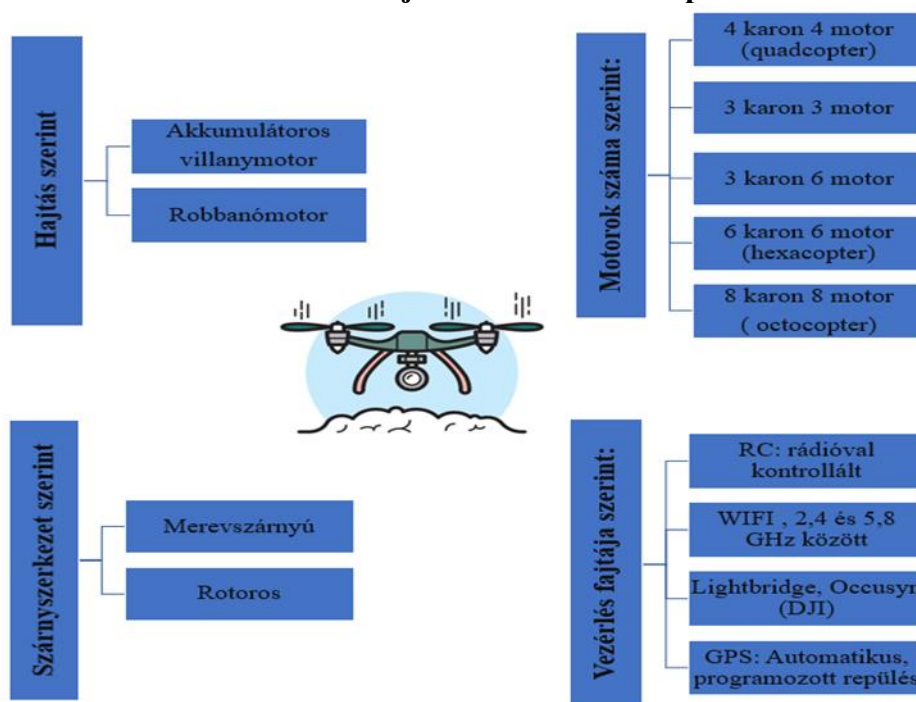 Hajtás szerint
Akkumulátoros
villanymotor
Robbanómotor
Motorok száma szerint:
4 karon 4 motor
(quadcopter)
3 karon 3 motor
3 karon 6 motor
6 karon 6 motor
(hexacopter)
8 karon 8 motor
( octocopter)
Szárnyszerkezet szerint
Merevszárnyú
Rotoros
Vezérlés fajtája szerint:
RC: rádióval
kontrollált
WIFI , 2,4 és 5,8
GHz között
Lightbridge, Occusyn
(DJI)
GPS: Automatikus,
programozott repülés